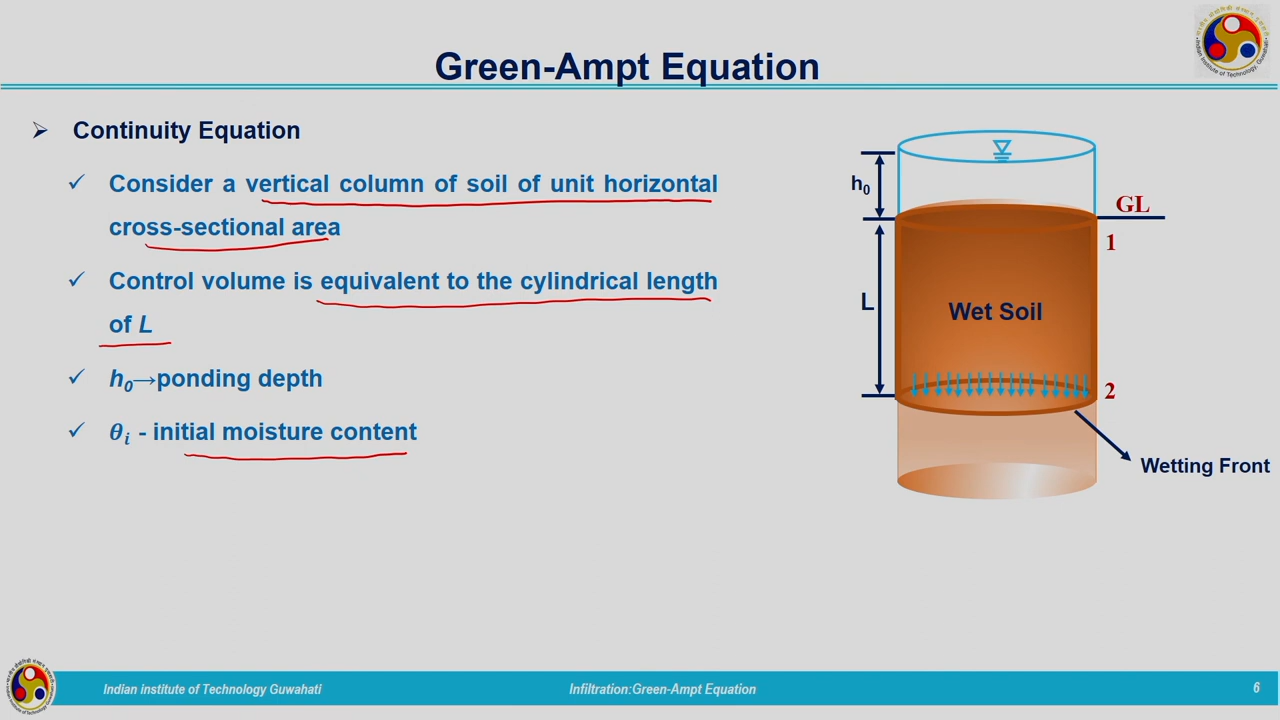 Green-Ampt Equation
➢ Continuity Equation
✓ Consider a vertical column of soil of unit horizontal
cross-sectional area
✓ Control volume is equivalent to the cylindrical length
of L
✓ h0→ponding depth
✓ θi - initial moisture content
h0
GL
1
L
Wet Soil
2
Wetting Front
Indian institute of Technology Guwahati
Infiltration:Green-Ampt Equation
6